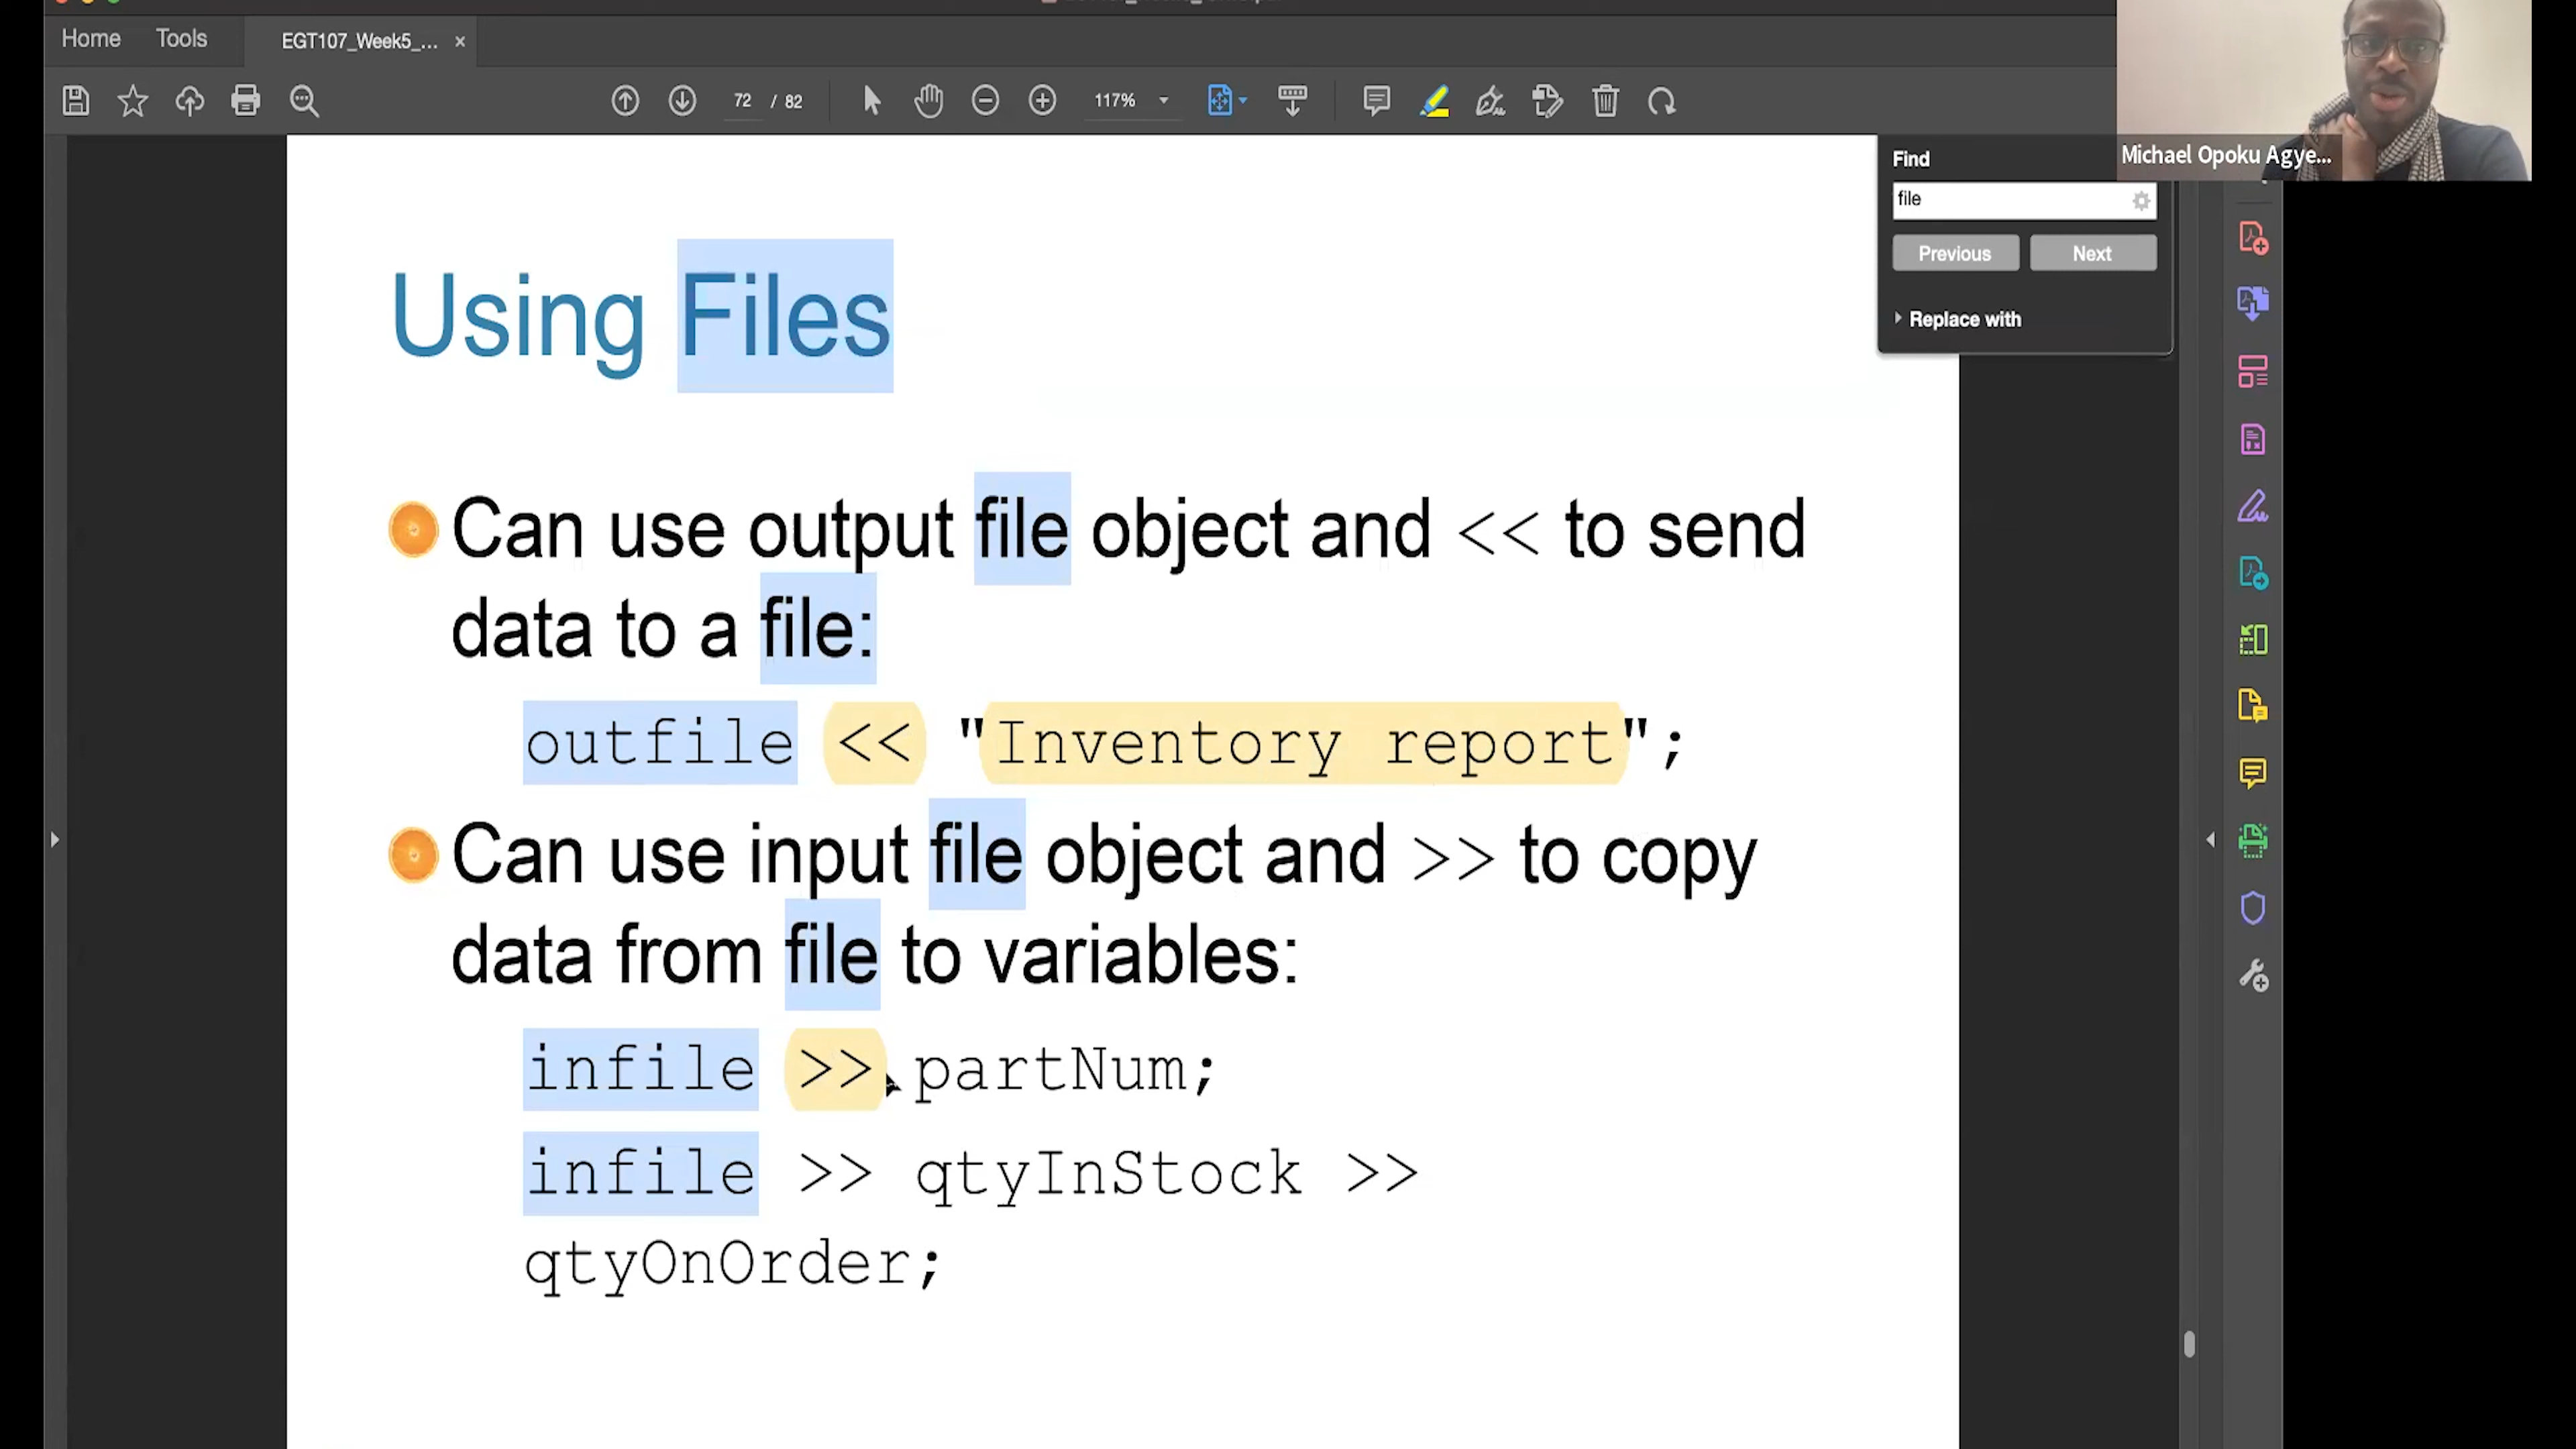 Home
Tools
EGT107_Week5_...
72 / 82
117%
Michael Opoku Agye...
Find
file
Previous
Next
Replace with
Using Files
Can use output file object and << to send
data to a file:
outfile << "Inventory report";
Can use input file object and >> to copy
data from file to variables:
infile >> partNum;
infile >> qtyInStock >>
qtyOnOrder;